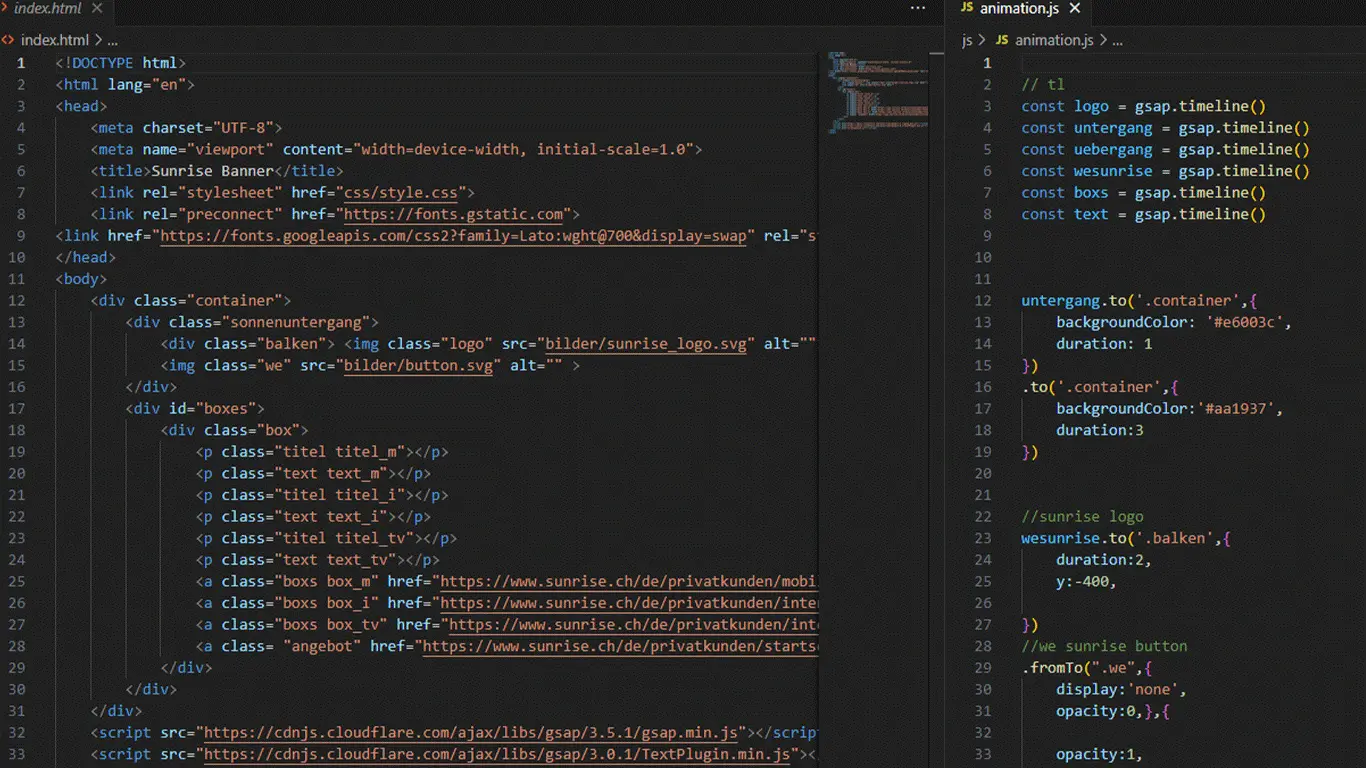 index.html ×
index.html > ...
1 <!DOCTYPE html>
2 <html lang="en">
3 <head>
4 <meta charset="UTF-8">
5 <meta name="viewport" content="width=device-width, initial-scale=1.0">
6 <title>Sunrise Banner</title>
7 <link rel="stylesheet" href="css/style.css">
8 <link rel="preconnect" href="https://fonts.gstatic.com">
9 <link href="https://fonts.googleapis.com/css2?family=Lato:wght@700&display=swap" rel="st
10 </head>
11 <body>
12 <div class="container">
13 <div class="sonnenuntergang">
14 <div class="balken"> <img class="logo" src="bilder/sunrise_logo.svg" alt=""
15 <img class="we" src="bilder/button.svg" alt="" >
16 </div>
17 <div id="boxes">
18 <div class="box">
19 <p class="titel titel_m"></p>
20 <p class="text text_m"></p>
21 <p class="titel titel_i"></p>
22 <p class="text text_i"></p>
23 <p class="titel titel_tv"></p>
24 <p class="text text_tv"></p>
25 <a class="boxs box_m" href="https://www.sunrise.ch/de/privatkunden/mobil
26 <a class="boxs box_i" href="https://www.sunrise.ch/de/privatkunden/inter
27 <a class="boxs box_tv" href="https://www.sunrise.ch/de/privatkunden/inte
28 <a class= "angebot" href="https://www.sunrise.ch/de/privatkunden/startse
29 </div>
30 </div>
31 </div>
32 <script src="https://cdnjs.cloudflare.com/ajax/libs/gsap/3.5.1/gsap.min.js"></script
33 <script src="https://cdnjs.cloudflare.com/ajax/libs/gsap/3.0.1/TextPlugin.min.js"><
...
JS animation.js ×
js > JS animation.js > ...
1
2 // tl
3 const logo = gsap.timeline()
4 const untergang = gsap.timeline()
5 const uebergang = gsap.timeline()
6 const wesunrise = gsap.timeline()
7 const boxs = gsap.timeline()
8 const text = gsap.timeline()
9
10
11
12 untergang.to('.container',{
13 backgroundColor: '#e6003c',
14 duration: 1
15 })
16 .to('.container',{
17 backgroundColor:'#aa1937',
18 duration:3
19 })
20
21
22 //sunrise logo
23 wesunrise.to('.balken',{
24 duration:2,
25 y:-400,
26
27 })
28 //we sunrise button
29 .fromTo(".we",{
30 display:'none',
31 opacity:0,},{
32
33 opacity:1,